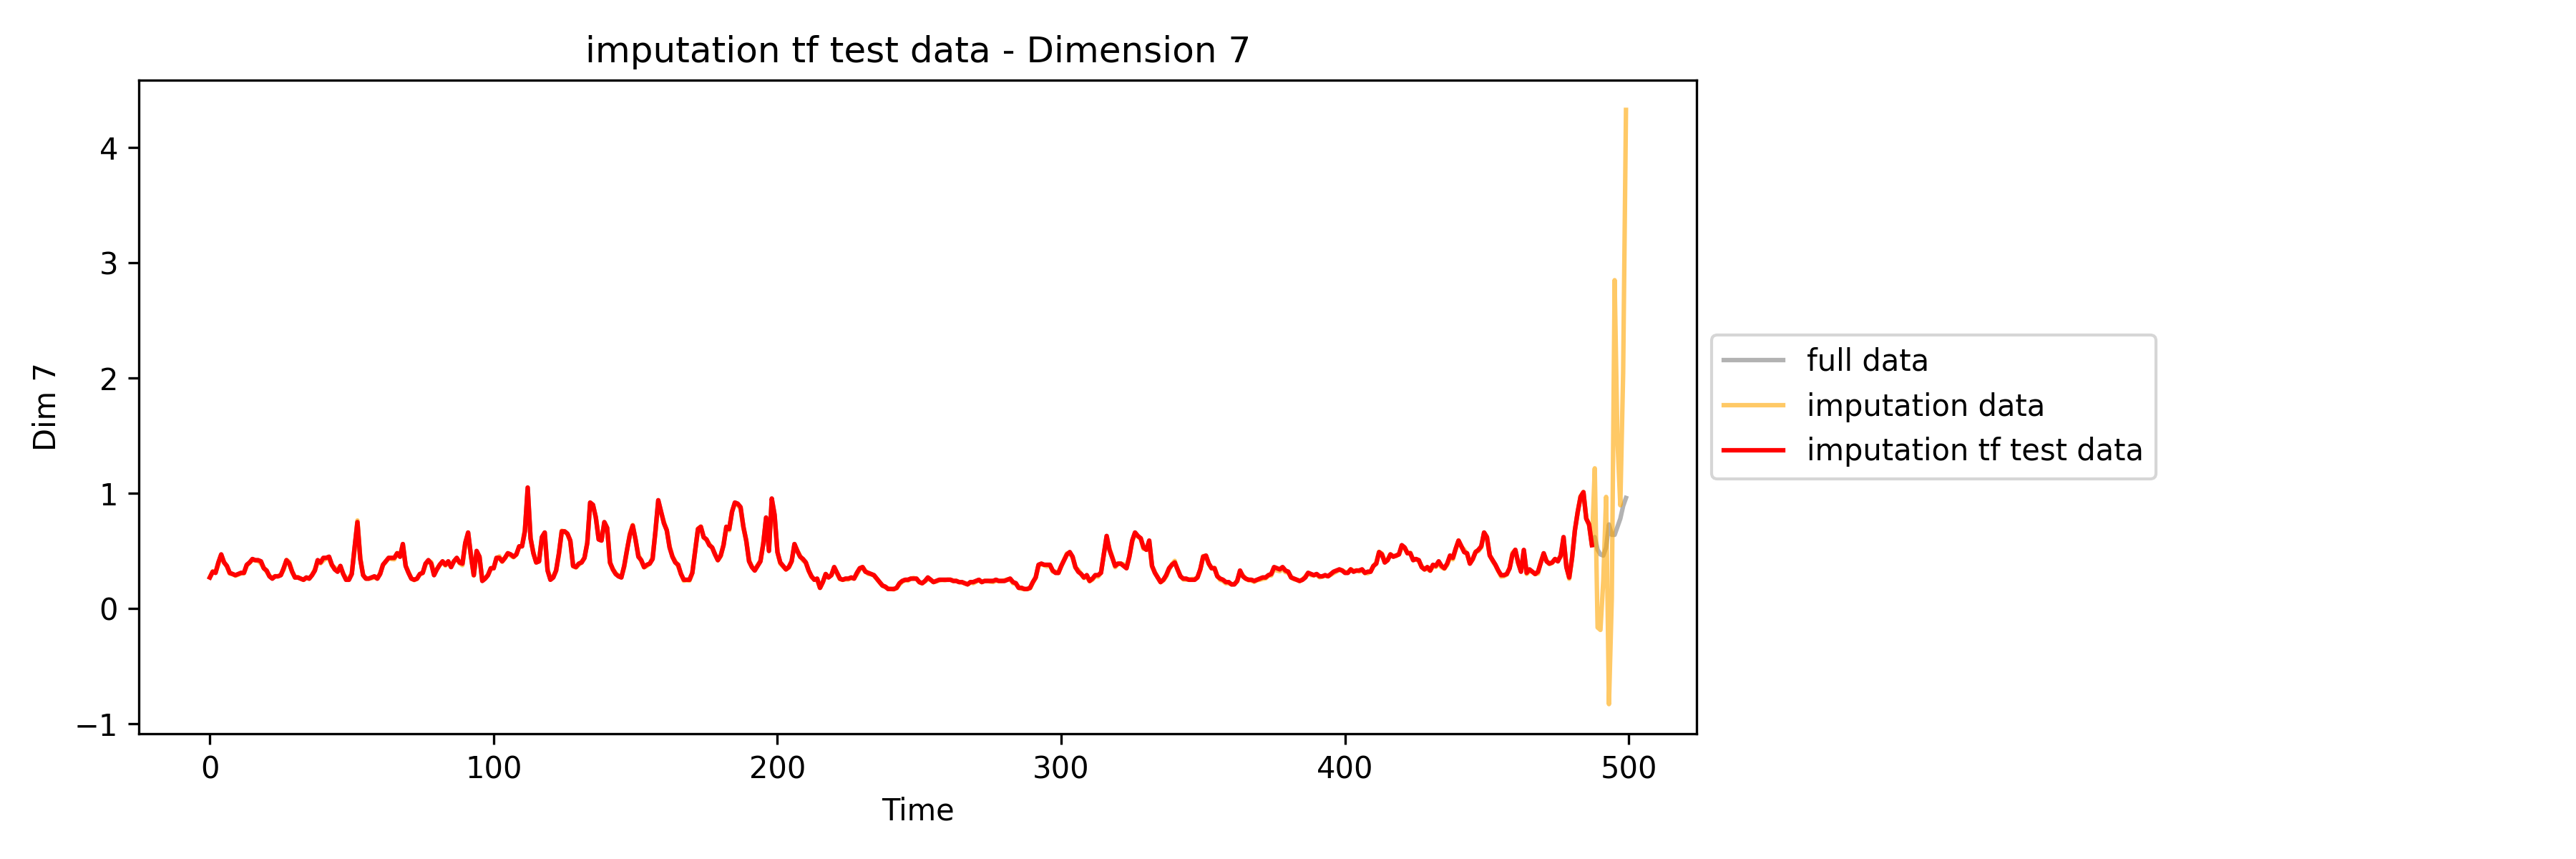 imputation tf test data - Dimension 7
Dim 7
4
3
2
1
0
−1
0 100 200 300 400 500
Time
full data
imputation data
imputation tf test data